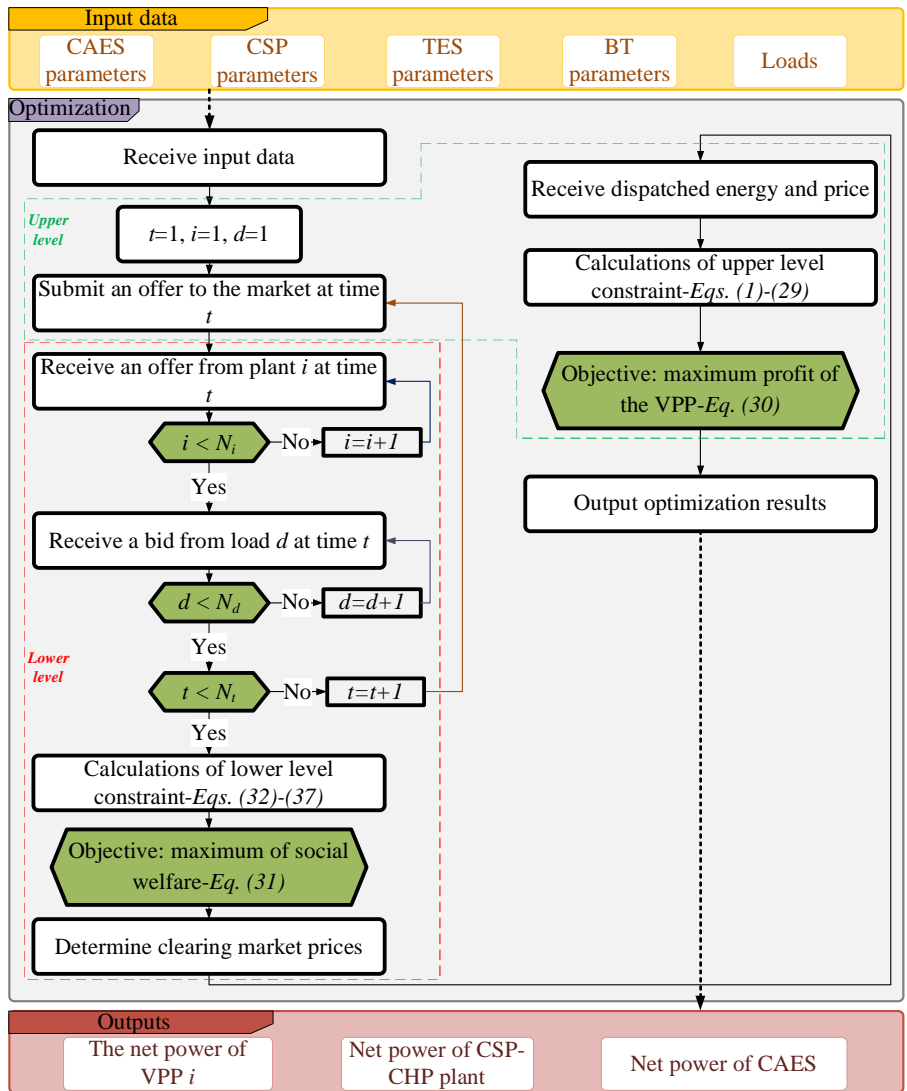 Input data
CAES
parameters
CSP
parameters
TES
parameters
BT
parameters
Loads
Optimization
Receive input data
Upper
level
t=1, i=1, d=1
Submit an offer to the market at time
t
Receive an offer from plant i at time
t
i < Ni
No
i=i+1
Yes
Receive a bid from load d at time t
d < Nd
No
d=d+1
Yes
Lower
level
t < Nt
No
t=t+1
Yes
Calculations of lower level
constraint-Eqs. (32)-(37)
Objective: maximum of social
welfare-Eq. (31)
Determine clearing market prices
Receive dispatched energy and price
Calculations of upper level
constraint-Eqs. (1)-(29)
Objective: maximum profit of
the VPP-Eq. (30)
Output optimization results
Outputs
The net power of
VPP i
Net power of CSP-
CHP plant
Net power of CAES